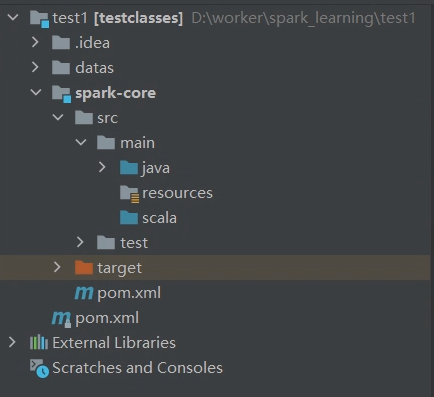 test1 [testclasses] D:\worker\spark_learning\test1
.idea
datas
spark-core
src
main
java
resources
scala
test
target
pom.xml
pom.xml
External Libraries
Scratches and Consoles